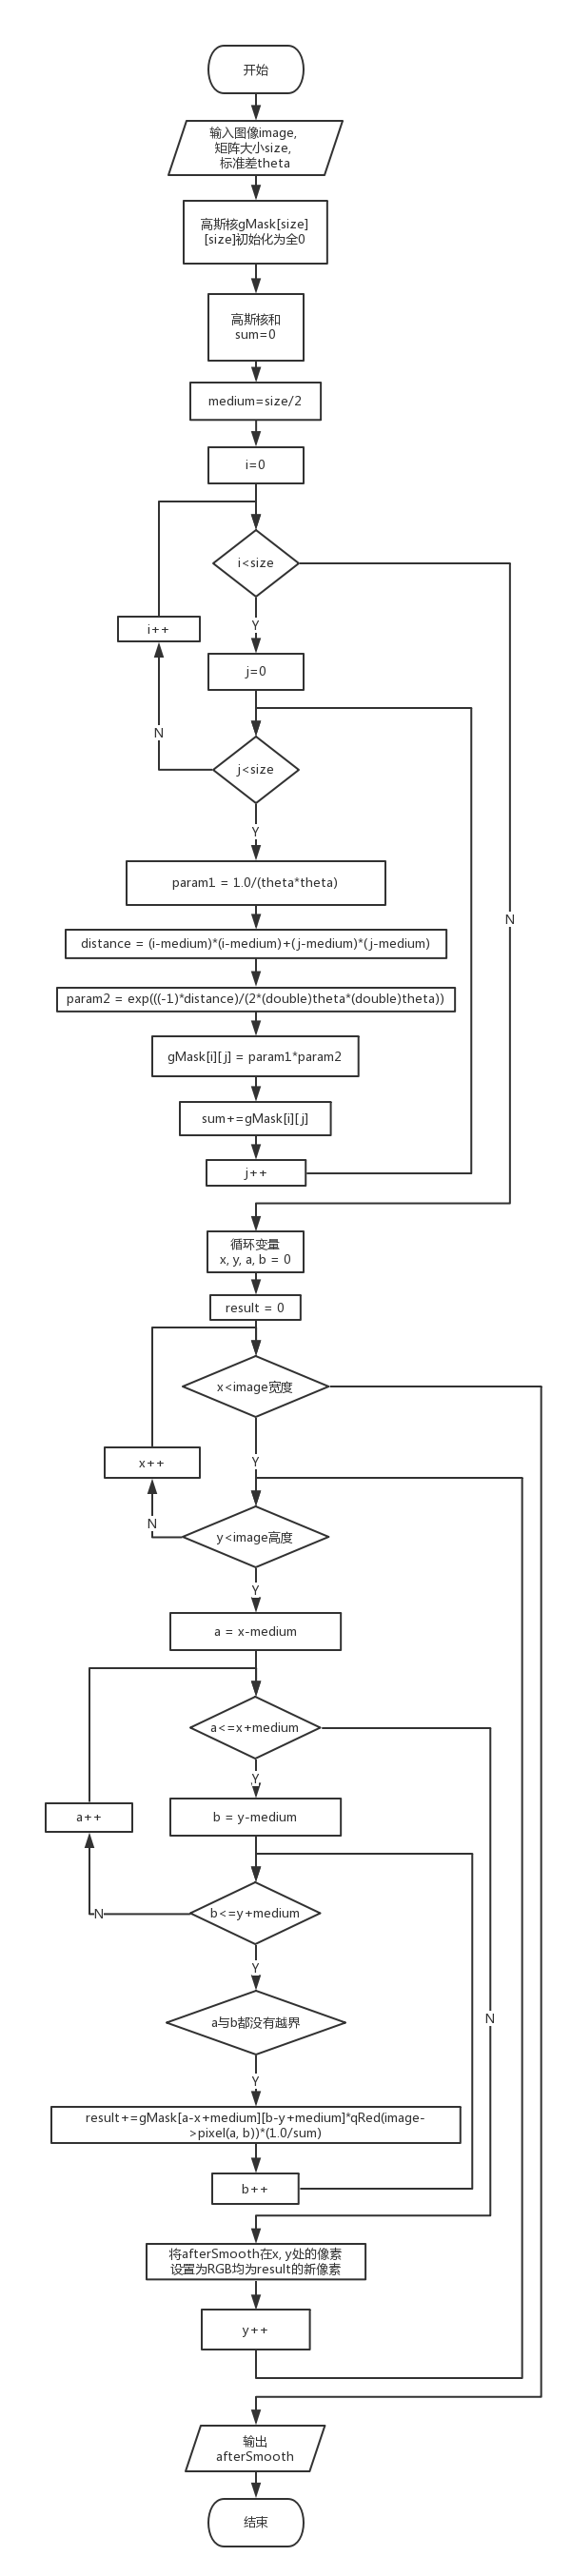 开始
输入图像image,
矩阵大小size,
标准差theta
高斯核gMask[size]
[size]初始化为全0
高斯核和
sum=0
medium=size/2
i=0
i<size
Y
i++
j=0
N
j<size
Y
param1 = 1.0/(theta*theta)
N
distance = (i-medium)*(i-medium)+(j-medium)*(j-medium)
param2 = exp(((-1)*distance)/(2*(double)theta*(double)theta))
gMask[i][j] = param1*param2
sum+=gMask[i][j]
j++
循环变量
x, y, a, b = 0
result = 0
x<image宽度
x++
Y
N
y<image高度
Y
a = x-medium
a<=x+medium
Y
a++
b = y-medium
b<=y+medium
N
Y
a与b都没有越界
N
Y
result+=gMask[a-x+medium][b-y+medium]*qRed(image-
>pixel(a, b))*(1.0/sum)
b++
将afterSmooth在x, y处的像素
设置为RGB均为result的新像素
y++
输出
afterSmooth
结束